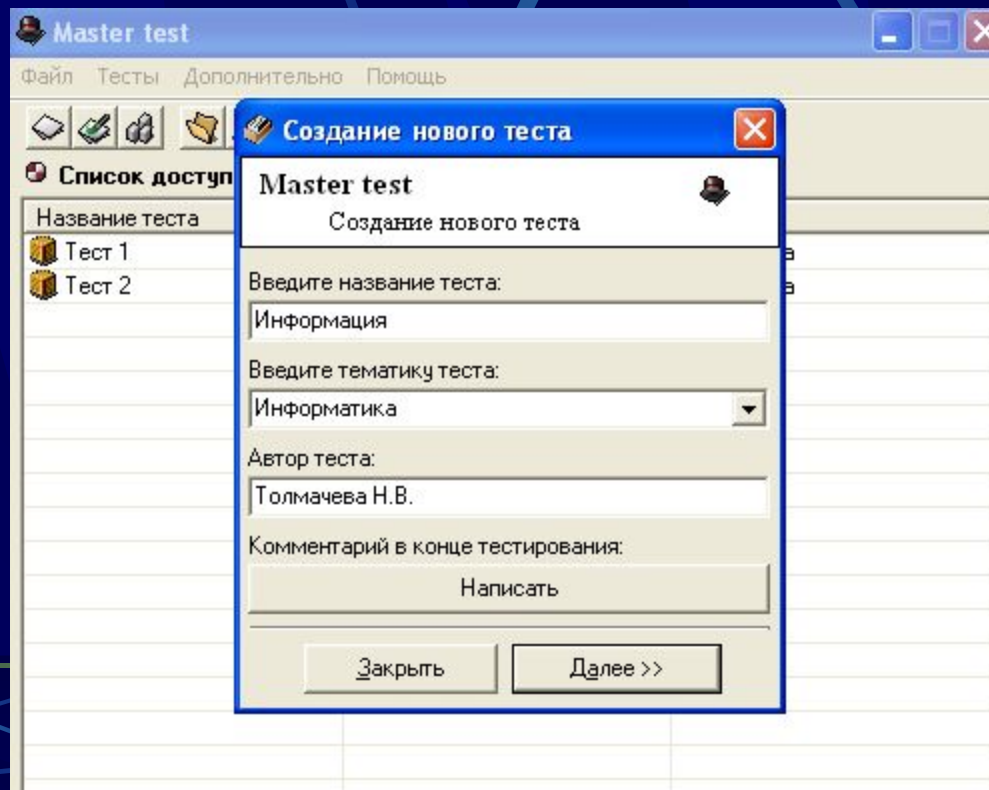 Master test
Файл Тесты Дополнительно Помощь
Создание нового теста
Список доступ
Master test
Создание нового теста
Название теста
Тест 1
Тест 2
Введите название теста:
Информация
Введите тематику теста:
Информатика
Автор теста:
Толмачева Н.В.
Комментарий в конце тестирования:
Написать
Закрыть
Далее >>